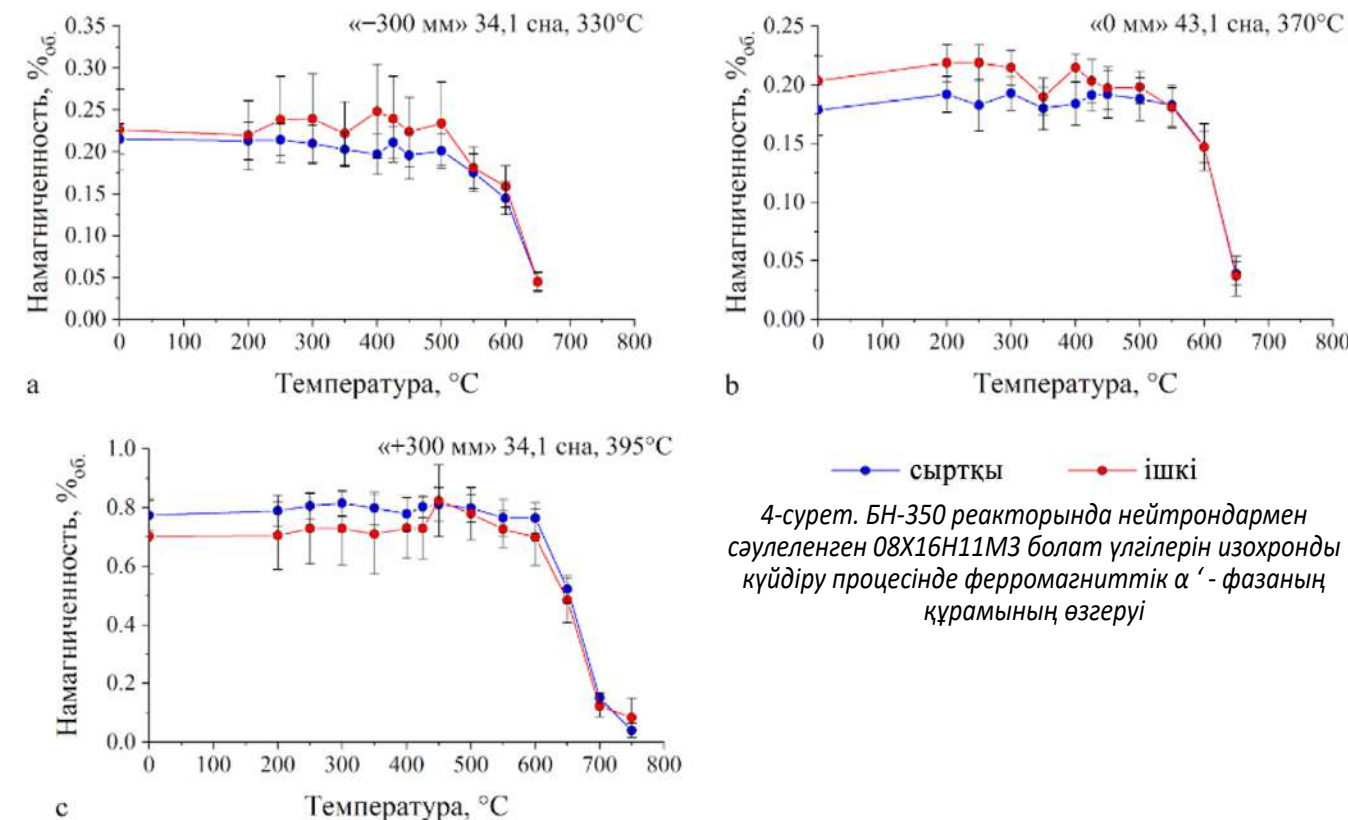 «−300 мм» 34,1 сна, 330°C
Намагниченность, %об.
0.35
0.30
0.25
0.20
0.15
0.10
0.05
0.00
0 100 200 300 400 500 600 700 800
Температура, °C
a
«0 мм» 43,1 сна, 370°C
Намагниченность, %об.
0.25
0.20
0.15
0.10
0.05
0.00
0 100 200 300 400 500 600 700 800
Температура, °C
b
«+300 мм» 34,1 сна, 395°C
Намагниченность, %об.
1.0
0.8
0.6
0.4
0.2
0.0
0 100 200 300 400 500 600 700 800
Температура, °C
c
сыртқы ішкі
4-сурет. БН-350 реакторында нейтрондармен
сәулеленген 08Х16Н11М3 болат үлгілерін изохронды
күйдіру процесінде ферромагниттік α ‘ - фазаның
құрамының өзгеруі